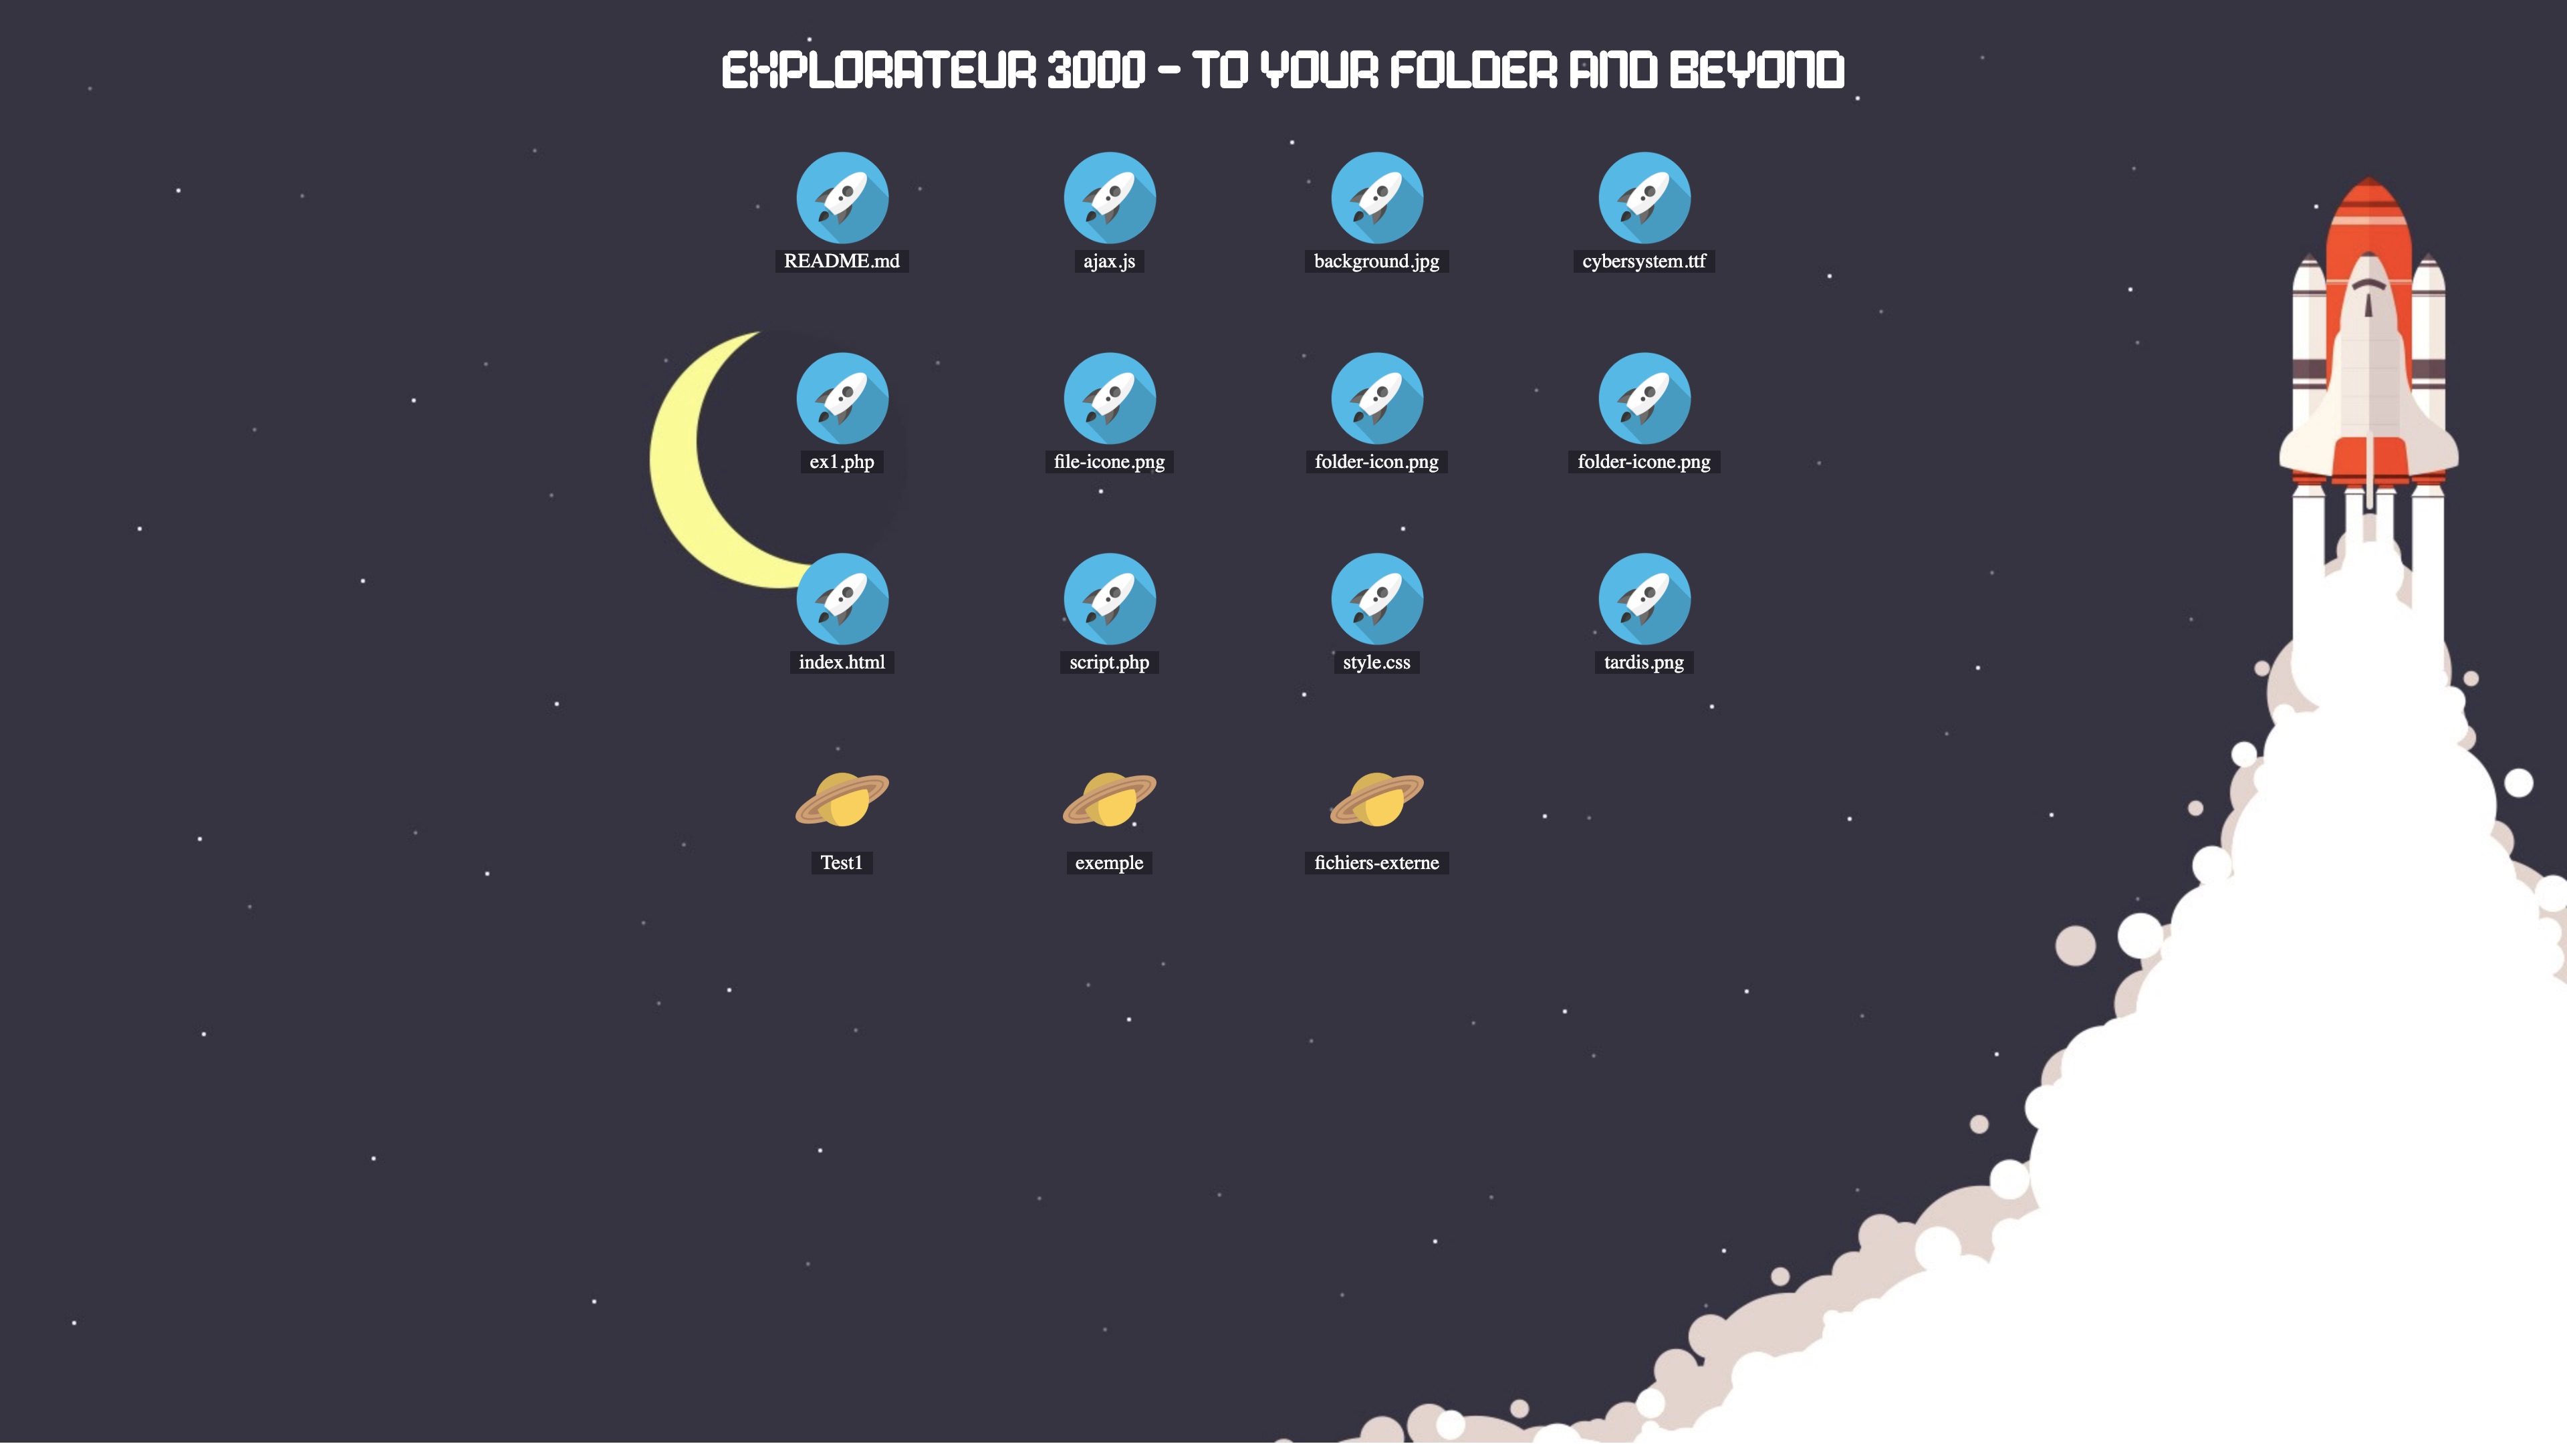 EXPLORATEUR 3000 - TO YOUR FOLDER AND BEYOND
README.md ajax.js background.jpg cybersystem.ttf
ex1.php file-icone.png folder-icon.png folder-icone.png
index.html script.php style.css tardis.png
Test1 exemple fichiers-externe